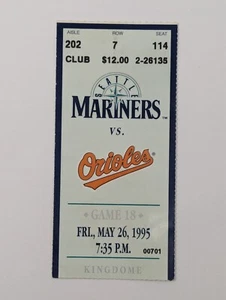 AISLE ROW SEAT
202 7 114
CLUB $12.00 2-26135
SEATTLE
MARINERS
VS.
Orioles
GAME 18
FRI, MAY 26, 1995
7:35 P.M. 00701
KINGDOME